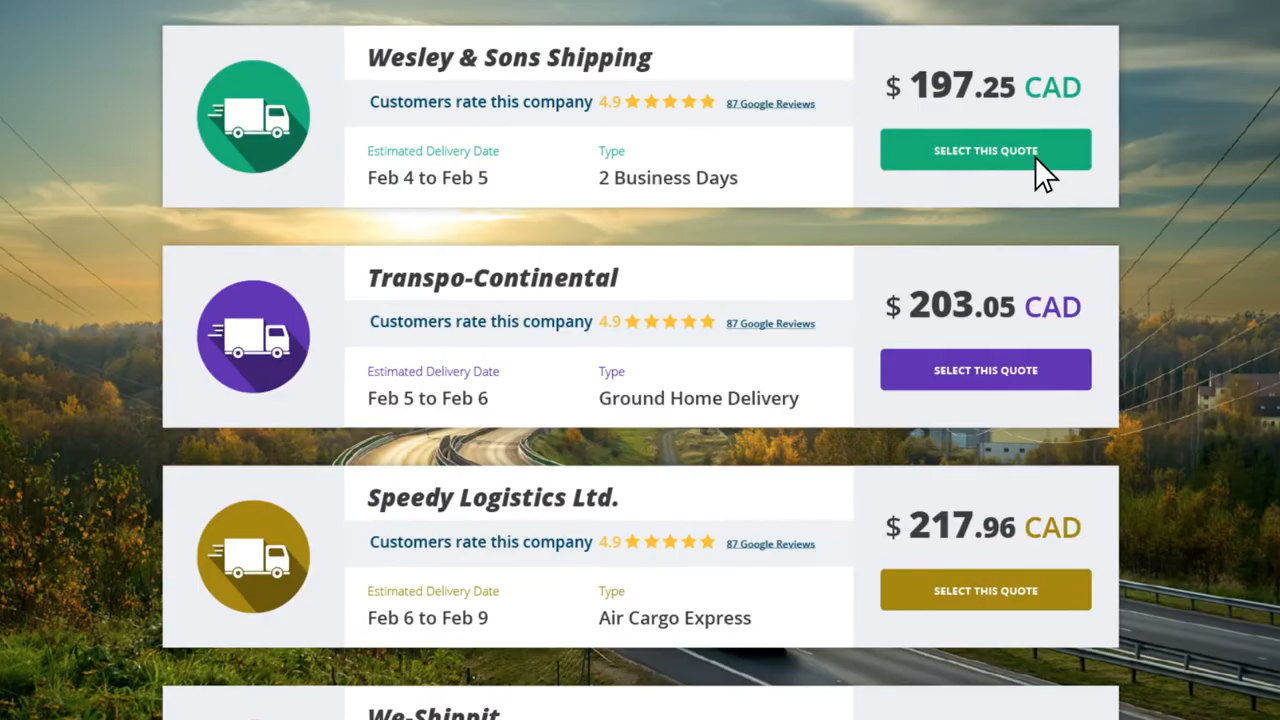 Wesley & Sons Shipping
Customers rate this company 4.9 87 Google Reviews
Estimated Delivery Date Type
Feb 4 to Feb 5 2 Business Days
$ 197.25 CAD
SELECT THIS QUOTE
Transpo-Continental
Customers rate this company 4.9 87 Google Reviews
Estimated Delivery Date Type
Feb 5 to Feb 6 Ground Home Delivery
$ 203.05 CAD
SELECT THIS QUOTE
Speedy Logistics Ltd.
Customers rate this company 4.9 87 Google Reviews
Estimated Delivery Date Type
Feb 6 to Feb 9 Air Cargo Express
$ 217.96 CAD
SELECT THIS QUOTE
We-Shippit